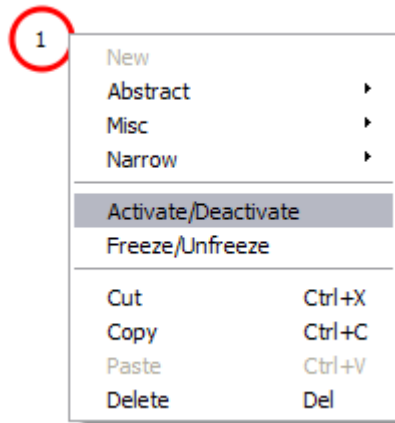 1
New
Abstract
Misc
Narrow
Activate/Deactivate
Freeze/Unfreeze
Cut Ctrl+X
Copy Ctrl+C
Paste Ctrl+V
Delete Del